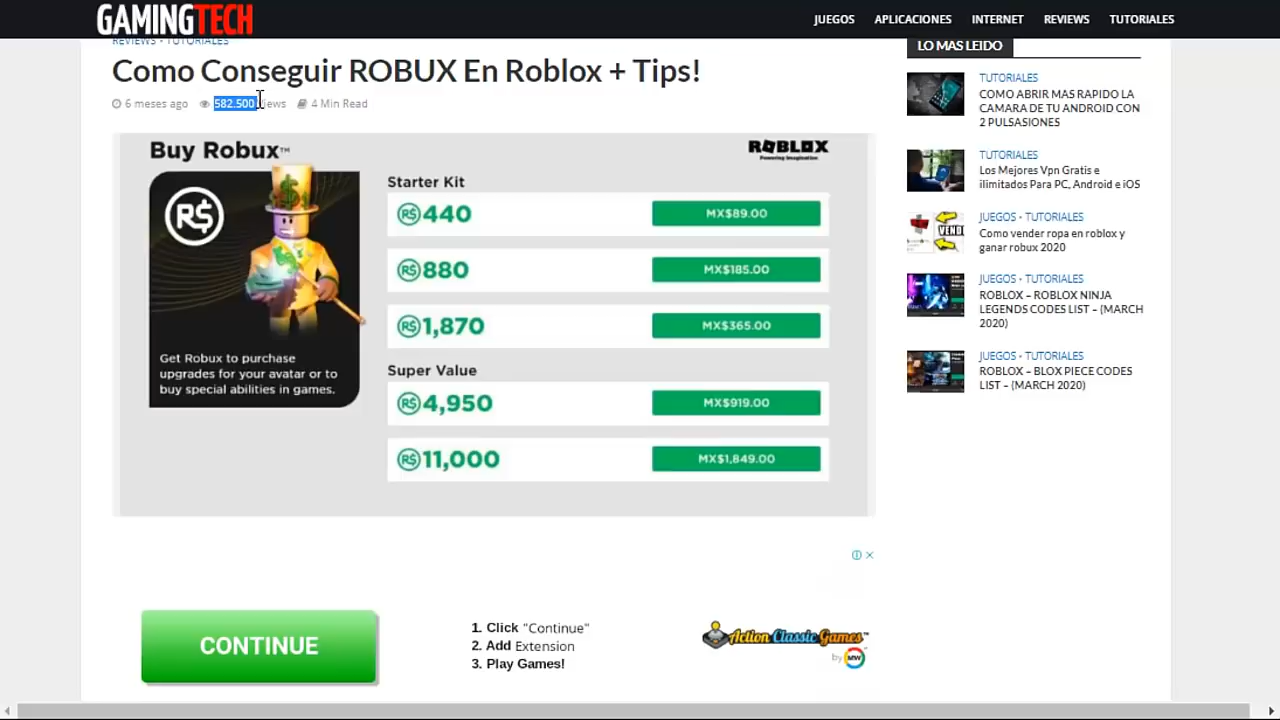 GAMINGTECH
JUEGOS APLICACIONES INTERNET REVIEWS TUTORIALES
REVIEWS • TUTORIALES
Como Conseguir ROBUX En Roblox + Tips!
6 meses ago 582.500 views 4 Min Read
Buy Robux™
ROBLOX
Powering Imagination™
R$
Get Robux to purchase
upgrades for your avatar or to
buy special abilities in games.
Starter Kit
R$ 440 MX$89.00
R$ 880 MX$185.00
R$ 1,870 MX$365.00
Super Value
R$ 4,950 MX$919.00
R$ 11,000 MX$1,849.00
CONTINUE
1. Click "Continue"
2. Add Extension
3. Play Games!
Action Classic Games™
by MW
LO MAS LEIDO
TUTORIALES
COMO ABRIR MAS RAPIDO LA
CAMARA DE TU ANDROID CON
2 PULSASIONES
TUTORIALES
Los Mejores Vpn Gratis e
ilimitados Para PC, Android e iOS
VENDE
JUEGOS • TUTORIALES
Como vender ropa en roblox y
ganar robux 2020
JUEGOS • TUTORIALES
ROBLOX – ROBLOX NINJA
LEGENDS CODES LIST – (MARCH
2020)
JUEGOS • TUTORIALES
ROBLOX – BLOX PIECE CODES
LIST – (MARCH 2020)